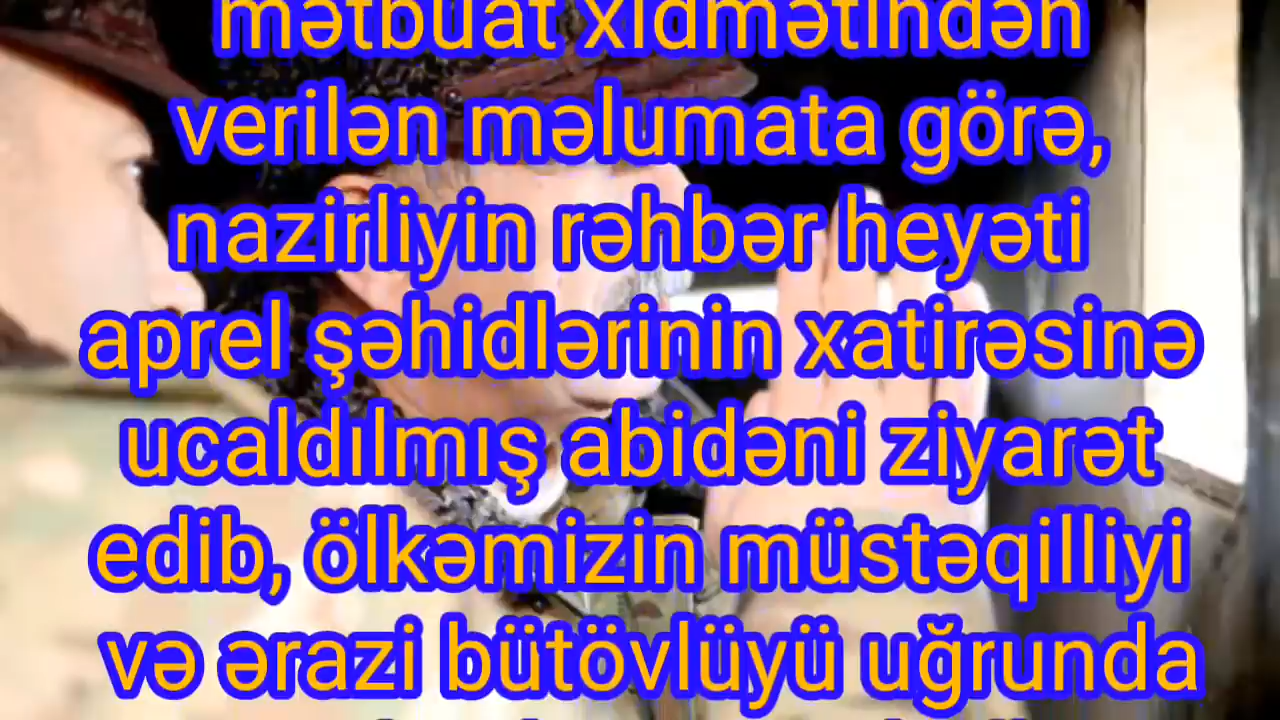 mətbuat xidmətindən
verilən məlumata görə,
nazirliyin rəhbər heyəti
aprel şəhidlərinin xatirəsinə
ucaldılmış abidəni ziyarət
edib, ölkəmizin müstəqilliyi
və ərazi bütövlüyü uğrunda